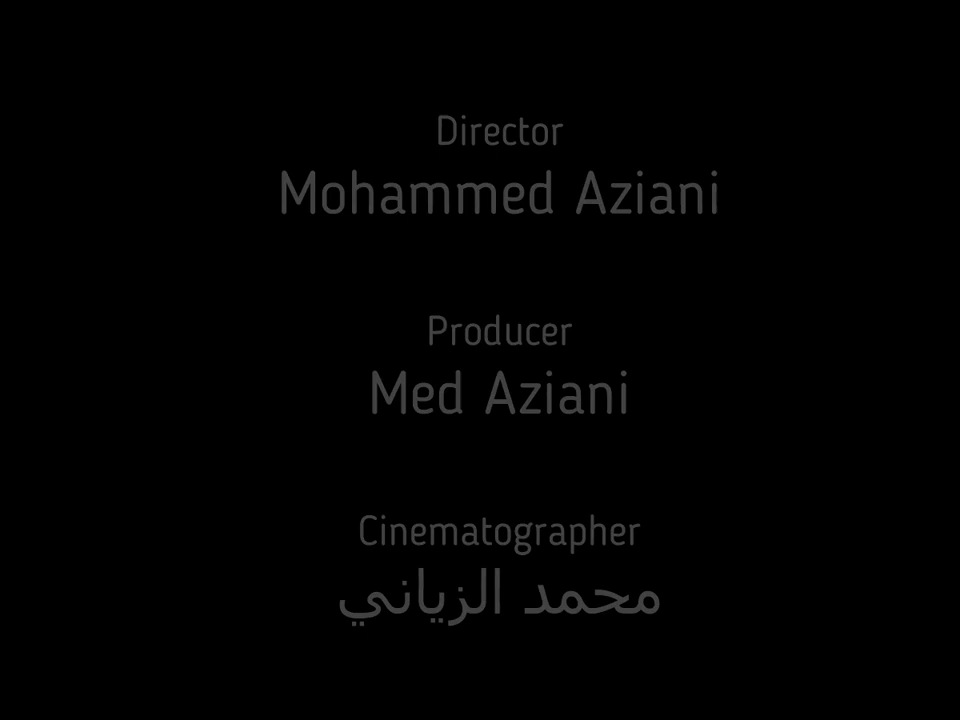 Director
Mohammed Aziani
Producer
Med Aziani
Cinematographer
محمد الزياني